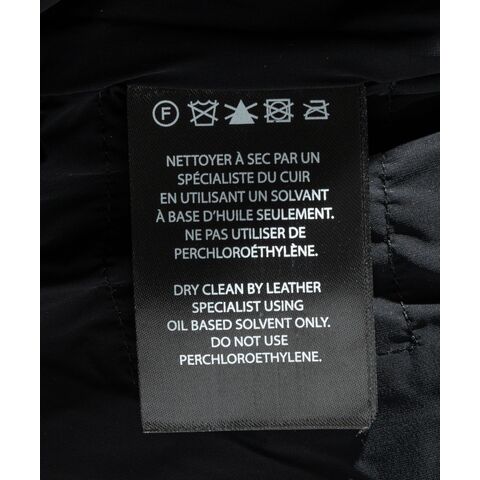 F
NETTOYER À SEC PAR UN
SPÉCIALISTE DU CUIR
EN UTILISANT UN SOLVANT
À BASE D'HUILE SEULEMENT.
NE PAS UTILISER DE
PERCHLOROÉTHYLÈNE.
DRY CLEAN BY LEATHER
SPECIALIST USING
OIL BASED SOLVENT ONLY.
DO NOT USE
PERCHLOROETHYLENE.